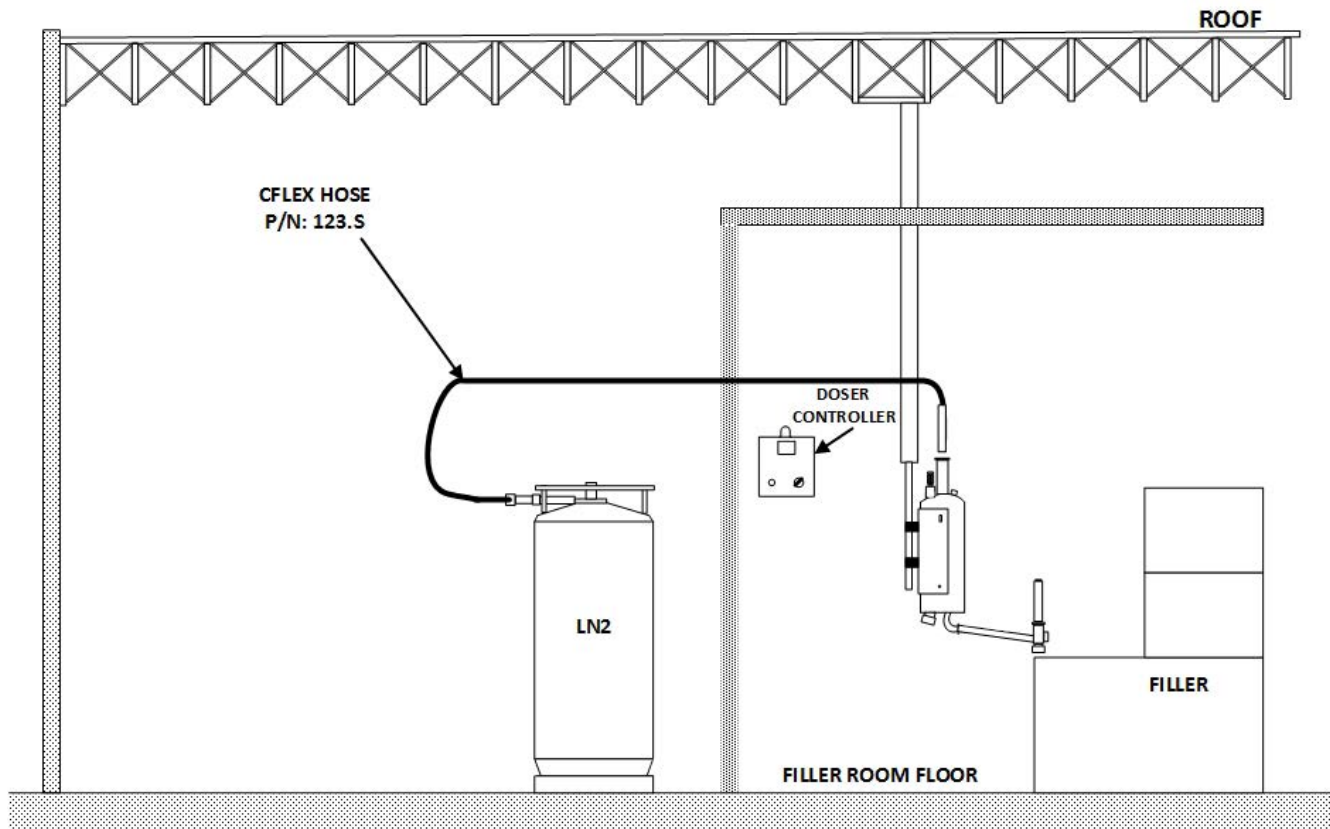 ROOF
CFLEX HOSE
P/N: 123.S
DOSER
CONTROLLER
LN2
FILLER
FILLER ROOM FLOOR